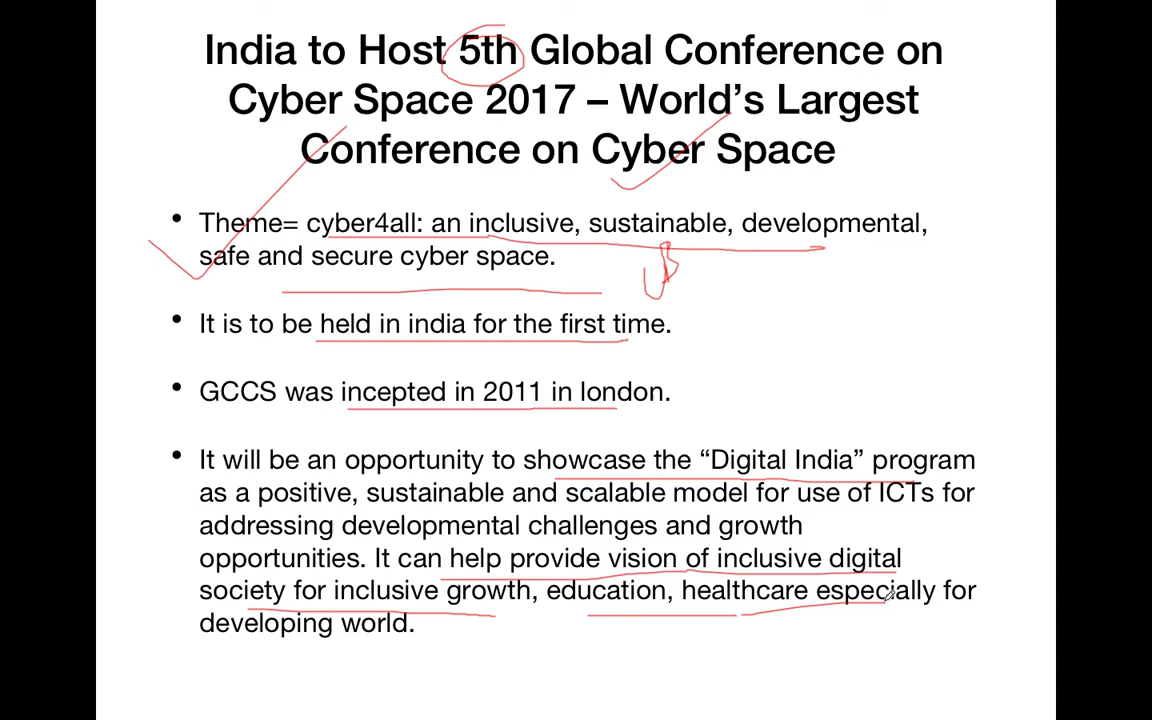 India to Host 5th Global Conference on
Cyber Space 2017 – World’s Largest
Conference on Cyber Space
• Theme= cyber4all: an inclusive, sustainable, developmental,
safe and secure cyber space.
• It is to be held in india for the first time.
• GCCS was incepted in 2011 in london.
• It will be an opportunity to showcase the “Digital India” program
as a positive, sustainable and scalable model for use of ICTs for
addressing developmental challenges and growth
opportunities. It can help provide vision of inclusive digital
society for inclusive growth, education, healthcare especially for
developing world.